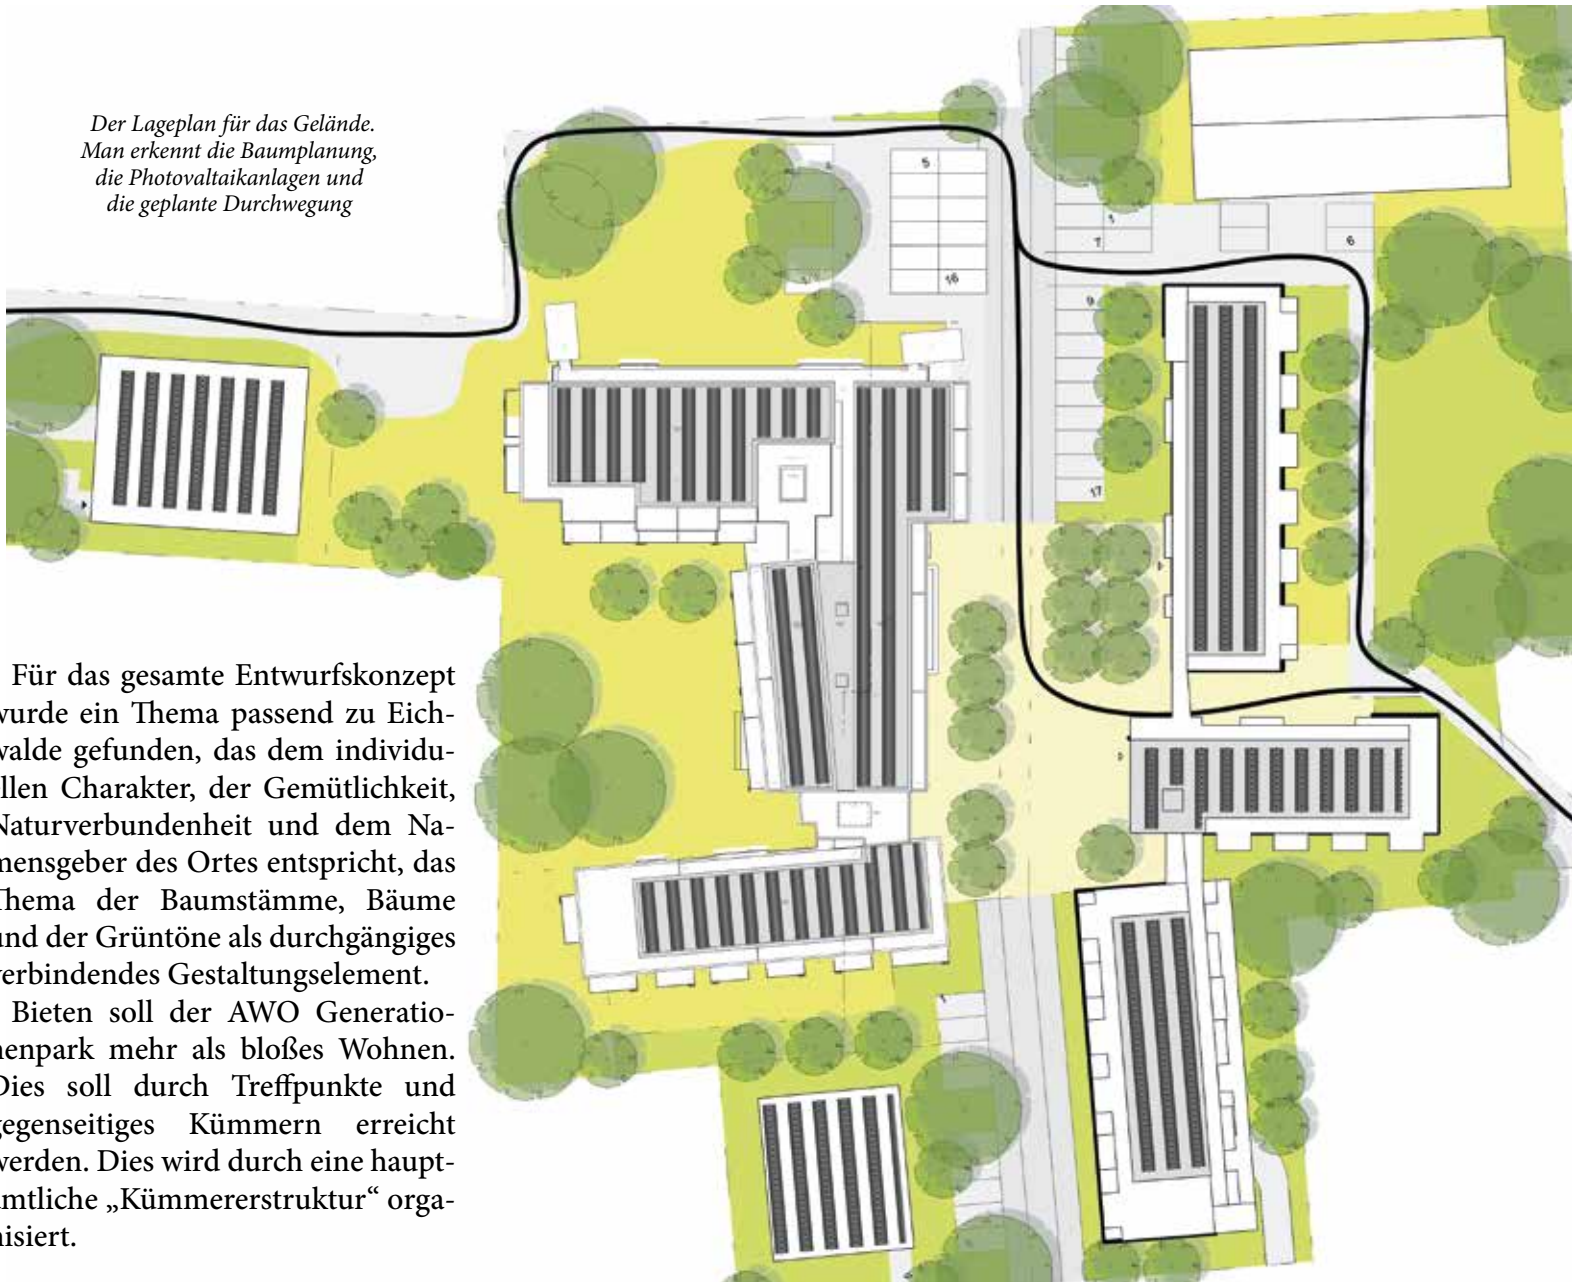 Der Lageplan für das Gelände.
Man erkennt die Baumplanung,
die Photovaltaikanlagen und
die geplante Durchwegung
5
16
1
7
6
9
17
Für das gesamte Entwurfskonzept
wurde ein Thema passend zu Eich-
walde gefunden, das dem individu-
ellen Charakter, der Gemütlichkeit,
Naturverbundenheit und dem Na-
mensgeber des Ortes entspricht, das
Thema der Baumstämme, Bäume
und der Grüntöne als durchgängiges
verbindendes Gestaltungselement.
Bieten soll der AWO Generatio-
nenpark mehr als bloßes Wohnen.
Dies soll durch Treffpunkte und
gegenseitiges Kümmern erreicht
werden. Dies wird durch eine haupt-
amtliche „Kümmererstruktur“ orga-
nisiert.
1